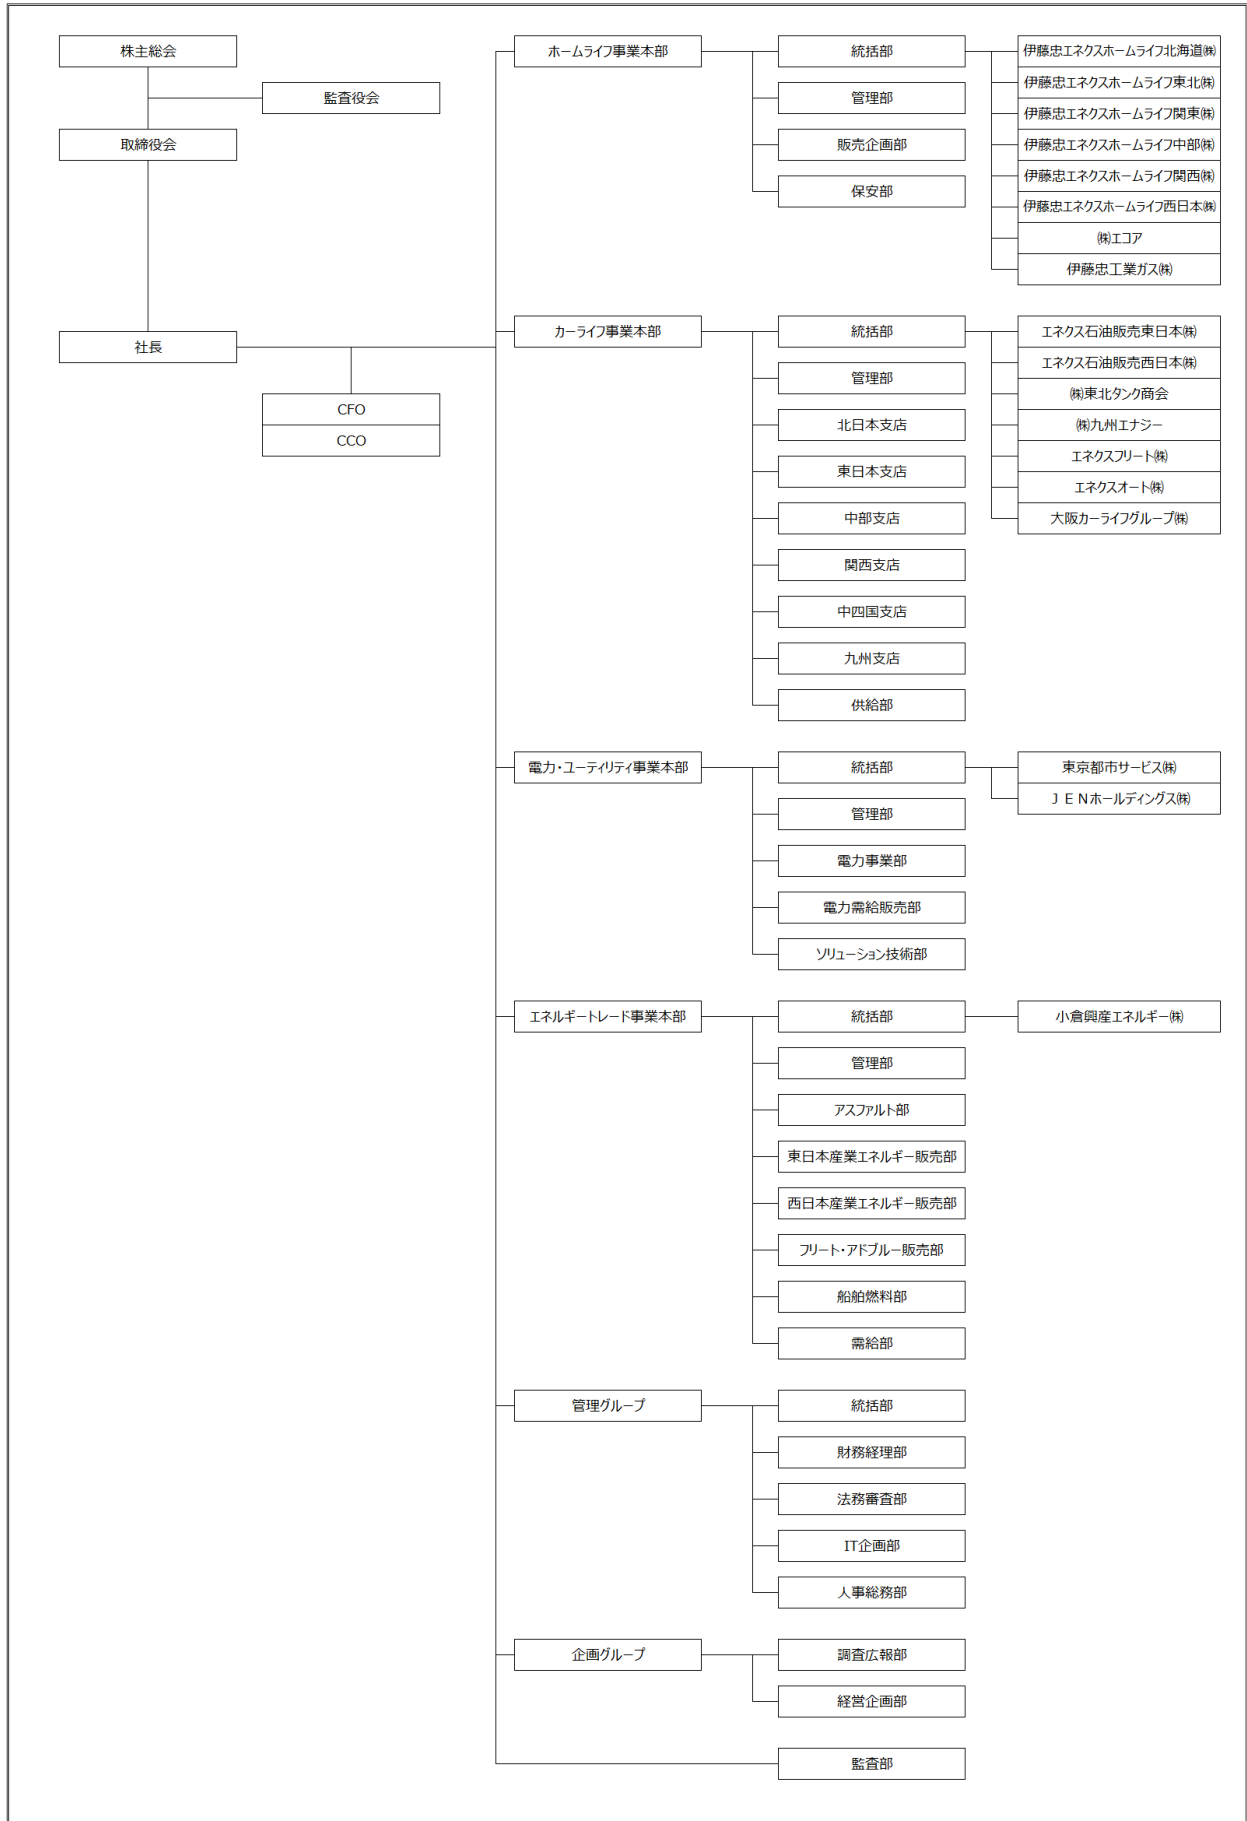 株主総会
監査役会
取締役会
社長
CFO
CCO
ホームライフ事業本部
統括部
管理部
販売企画部
保安部
伊藤忠エネクスホームライフ北海道㈱
伊藤忠エネクスホームライフ東北㈱
伊藤忠エネクスホームライフ関東㈱
伊藤忠エネクスホームライフ中部㈱
伊藤忠エネクスホームライフ関西㈱
伊藤忠エネクスホームライフ西日本㈱
㈱エコア
伊藤忠工業ガス㈱
カーライフ事業本部
統括部
管理部
北日本支店
東日本支店
中部支店
関西支店
中四国支店
九州支店
供給部
エネクス石油販売東日本㈱
エネクス石油販売西日本㈱
㈱東北タンク商会
㈱九州エナジー
エネクスフリート㈱
エネクスオート㈱
大阪カーライフグループ㈱
電力・ユーティリティ事業本部
統括部
管理部
電力事業部
電力需給販売部
ソリューション技術部
東京都市サービス㈱
ＪＥＮホールディングス㈱
エネルギートレード事業本部
統括部
管理部
アスファルト部
東日本産業エネルギー販売部
西日本産業エネルギー販売部
フリート・アドブルー販売部
船舶燃料部
需給部
小倉興産エネルギー㈱
管理グループ
統括部
財務経理部
法務審査部
IT企画部
人事総務部
企画グループ
調査広報部
経営企画部
監査部